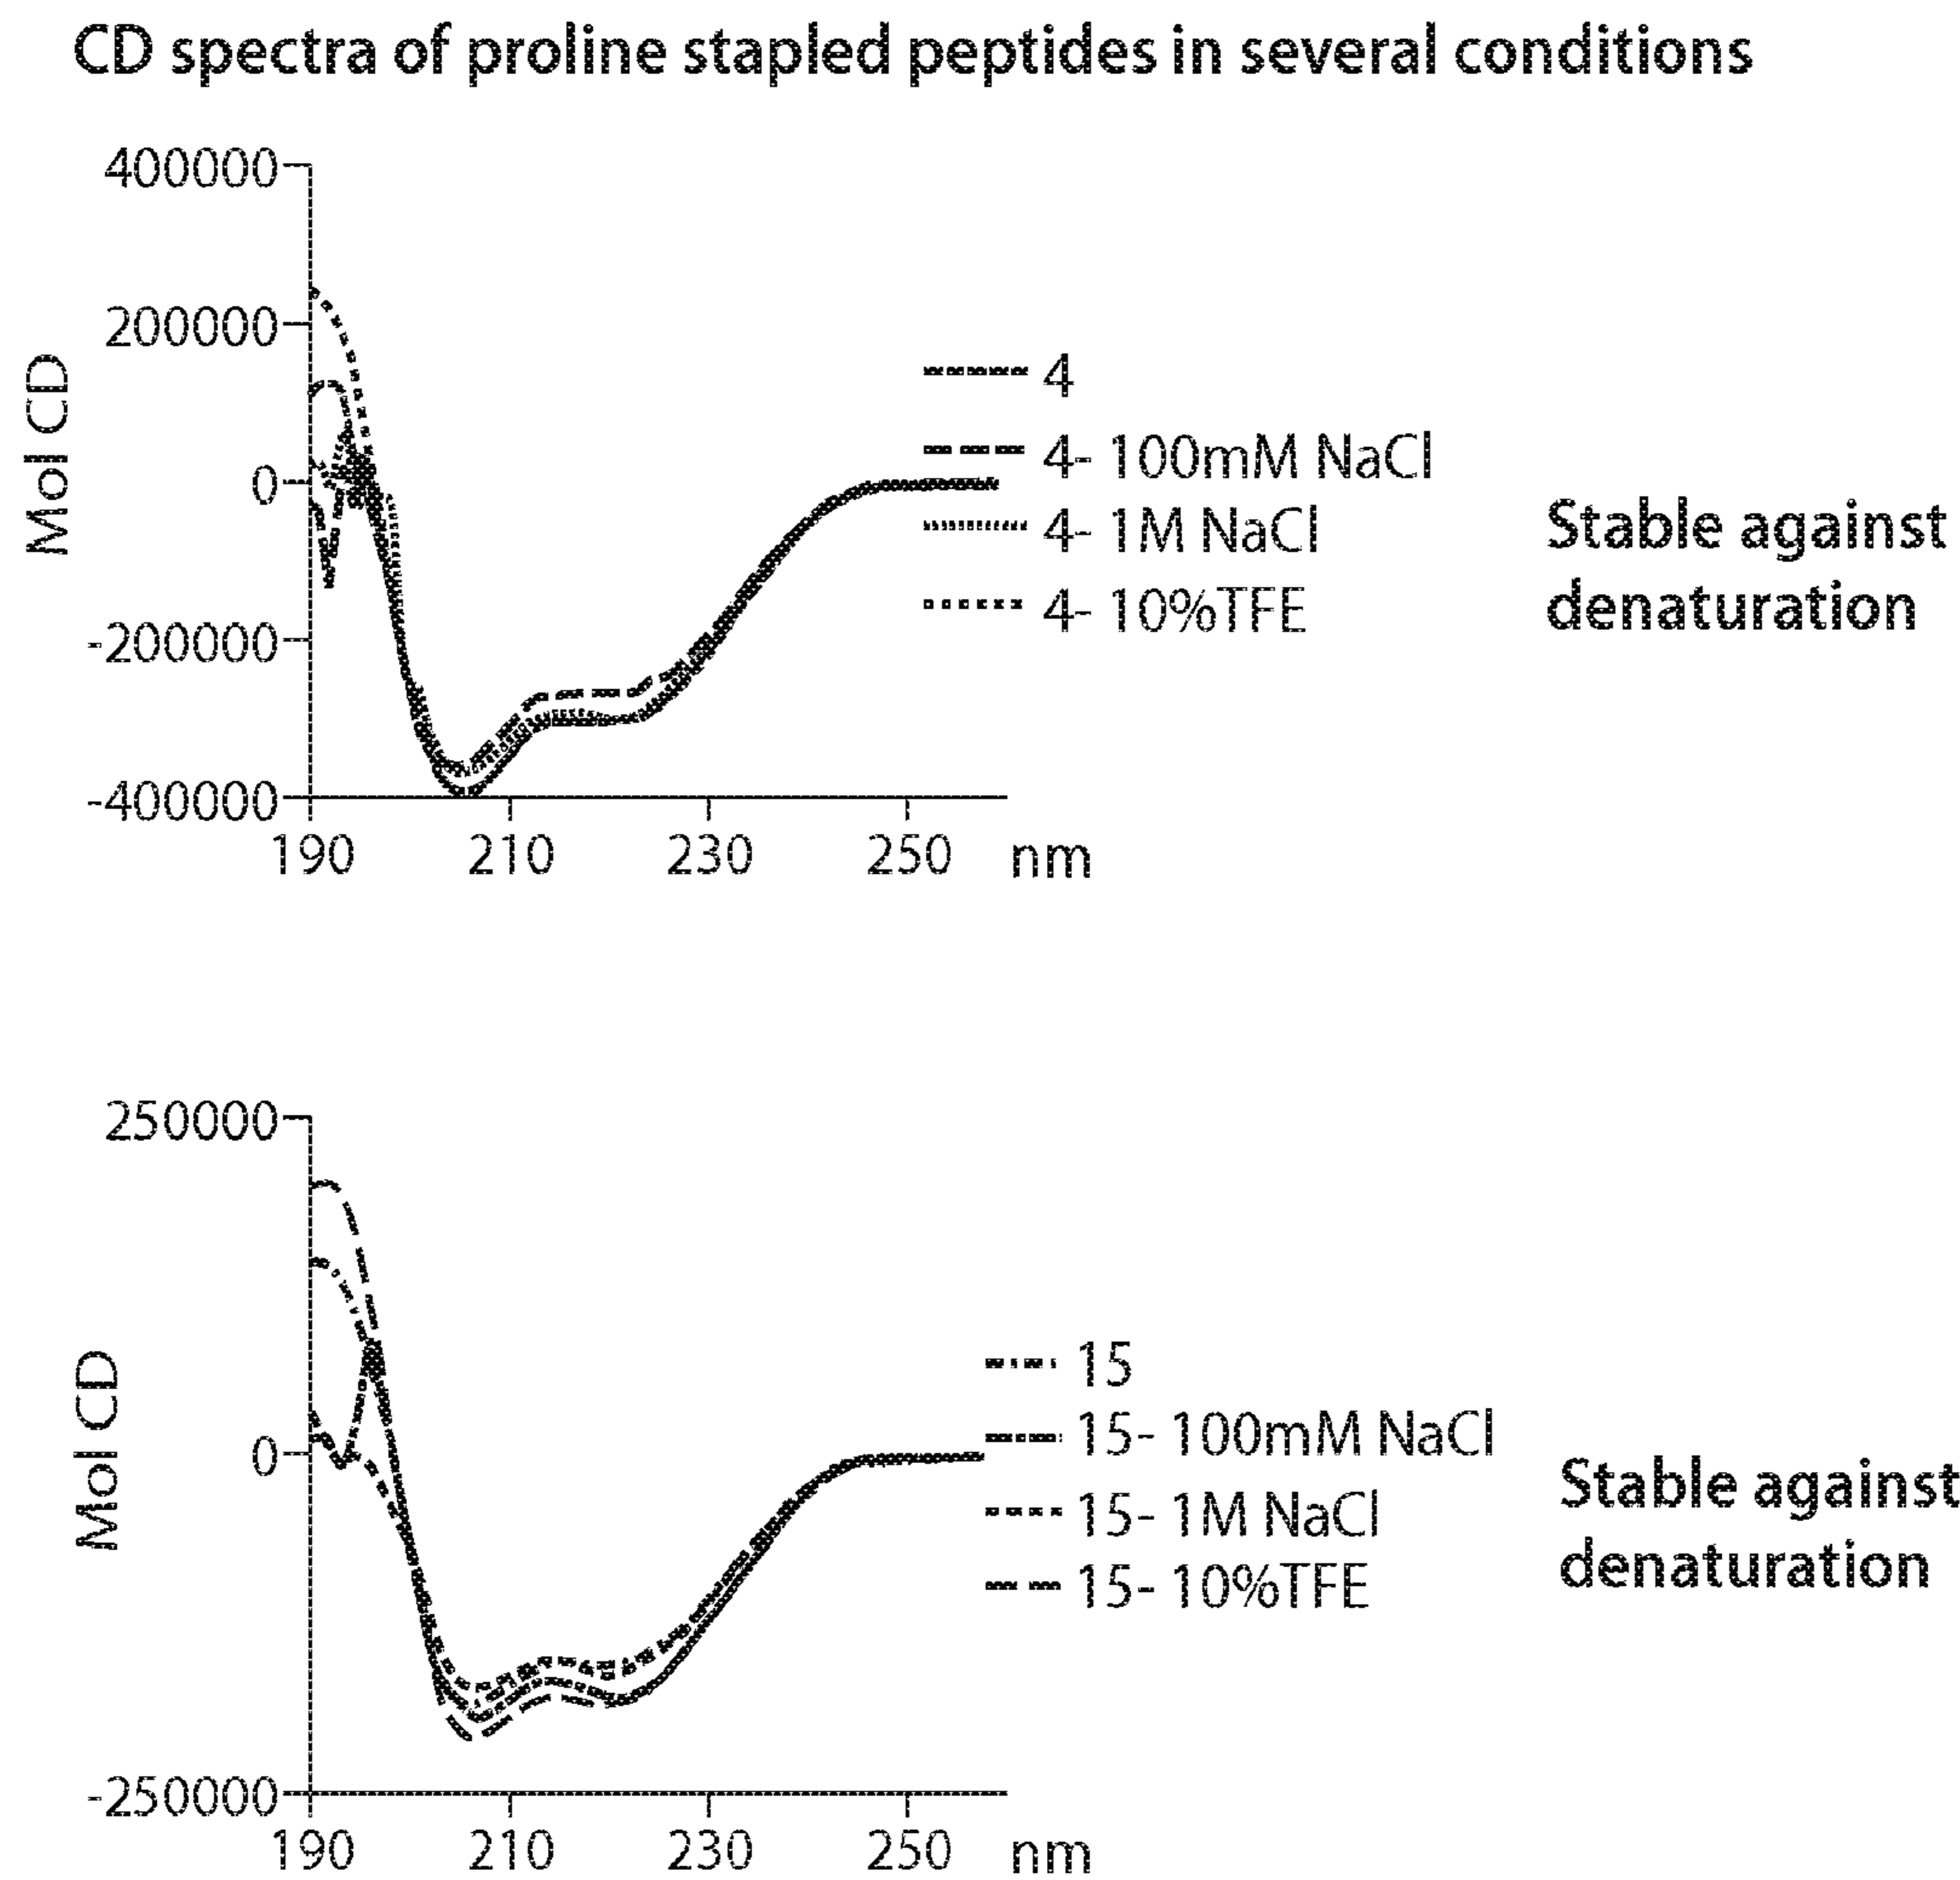 CD spectra of proline stapled peptides in several conditions
400000
200000
0
-200000
-400000
Mol CD
190 210 230 250 nm
4
4- 100mM NaCl
4- 1M NaCl
4- 10%TFE
Stable against
denaturation
250000
0
-250000
Mol CD
190 210 230 250 nm
15
15- 100mM NaCl
15- 1M NaCl
15- 10%TFE
Stable against
denaturation